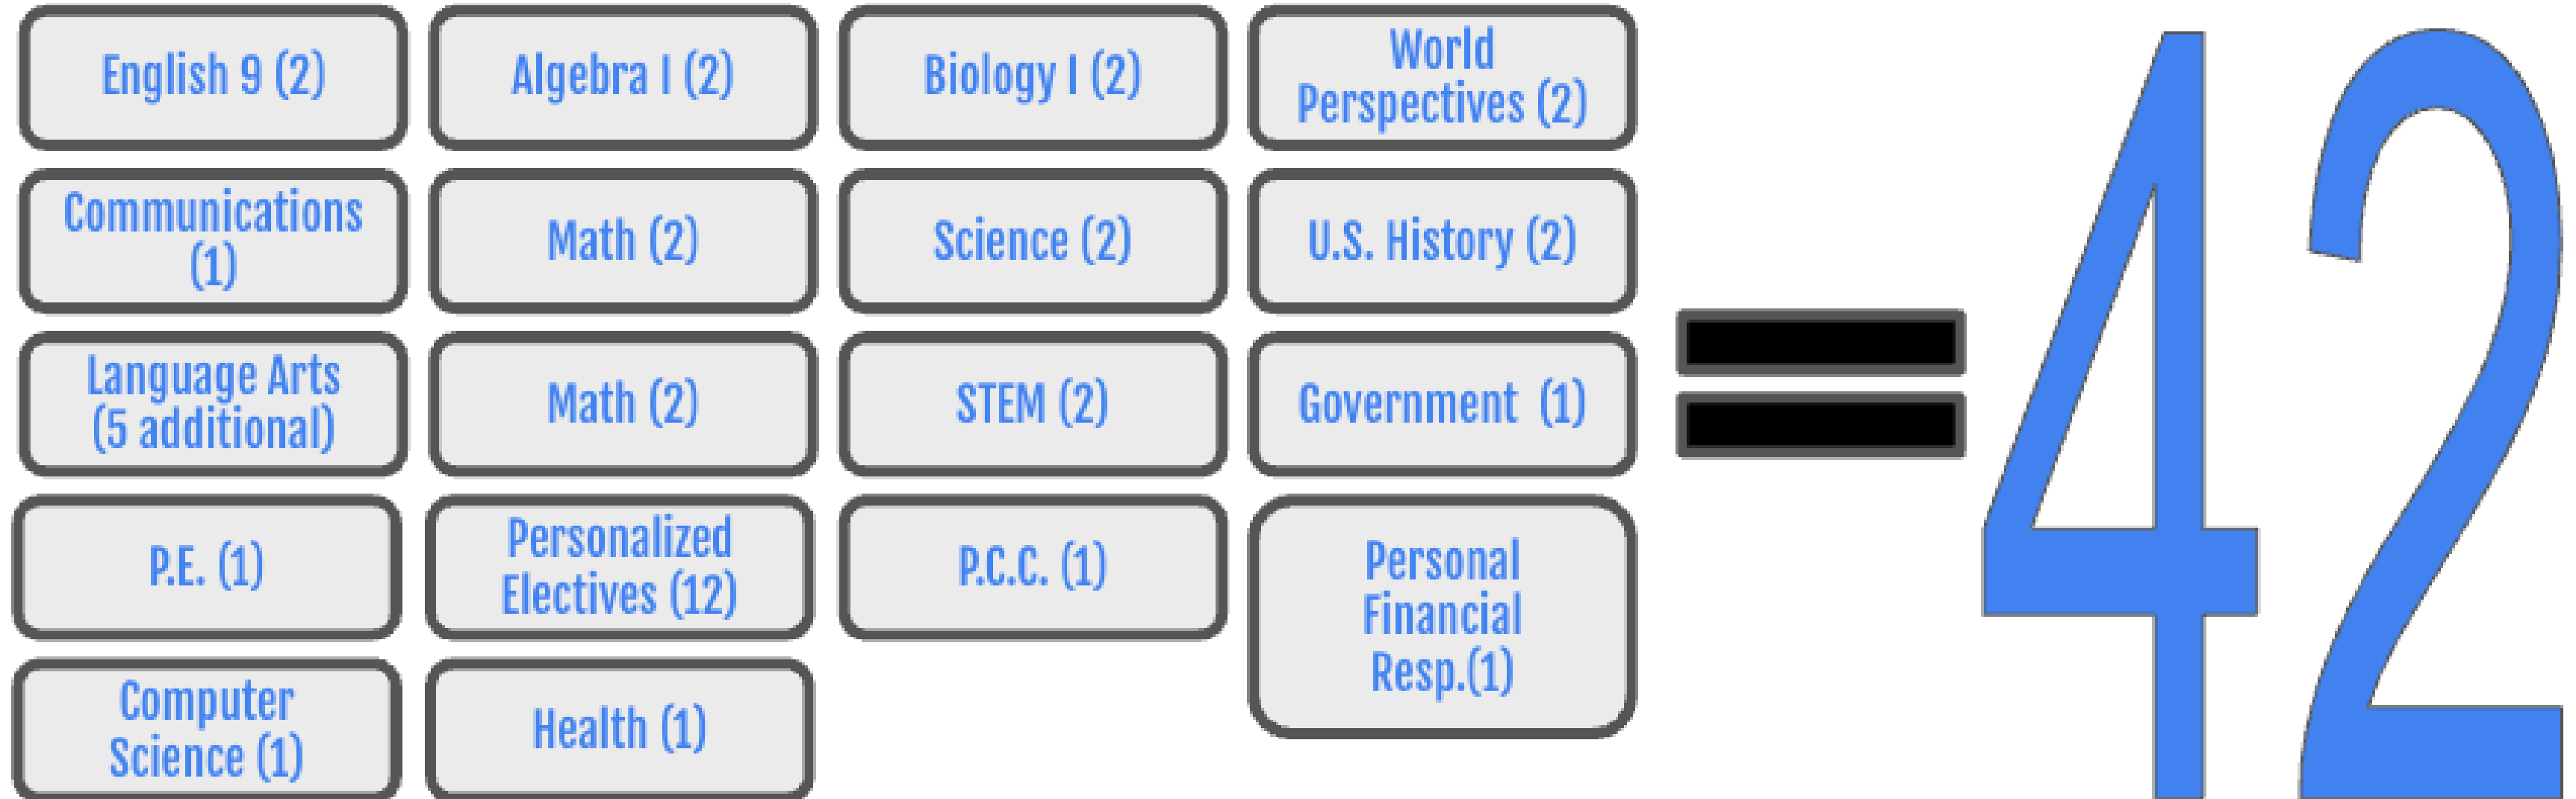 English 9 (2)
Algebra I (2)
Biology I (2)
World
Perspectives (2)
Communications
(1)
Math (2)
Science (2)
U.S. History (2)
Language Arts
(5 additional)
Math (2)
STEM (2)
Government (1)
P.E. (1)
Personalized
Electives (12)
P.C.C. (1)
Personal
Financial
Resp.(1)
Computer
Science (1)
Health (1)
=
42